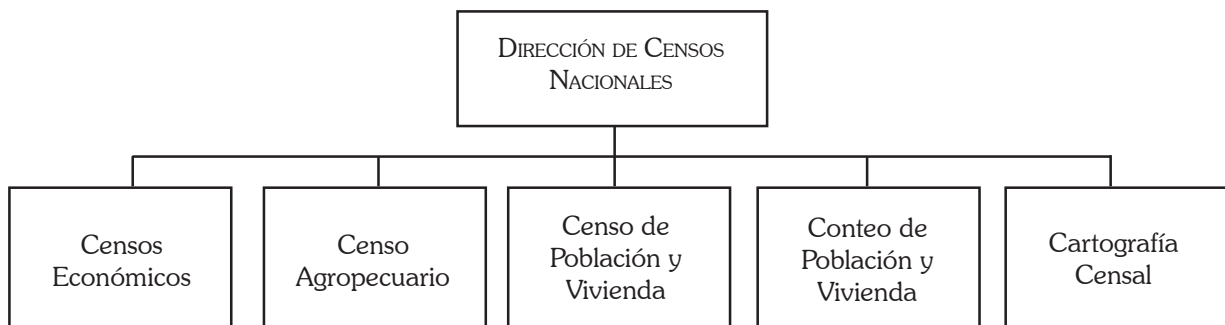 DIRECCIÓN DE CENSOS
NACIONALES
Censos
Económicos
Censo
Agropecuario
Censo de
Población y
Vivienda
Conteo de
Población y
Vivienda
Cartografía
Censal